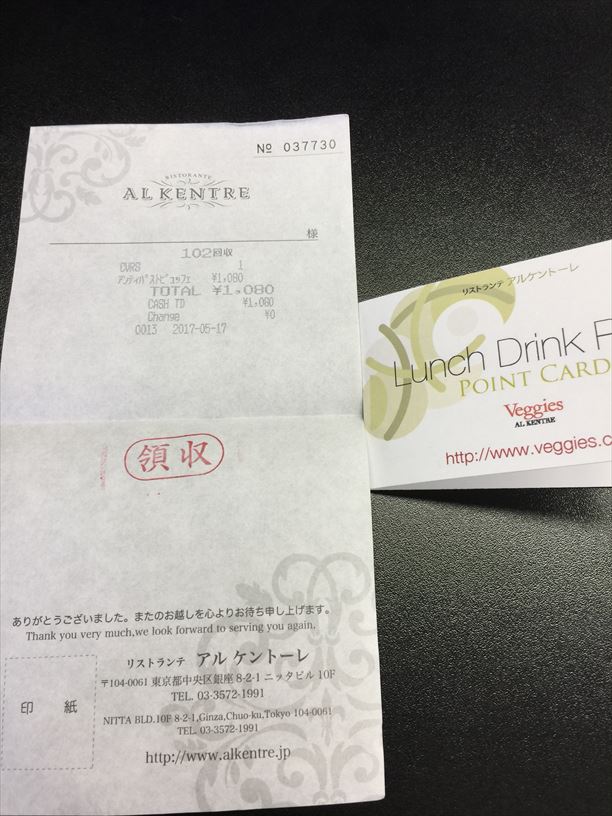 № 037730
RISTORANTE
AL KENTRE
様
102回収
CVRS 1
アンティパストビュッフェ ¥1,080
TOTAL ¥1,080
CASH TD ¥1,080
Change ¥0
0013 2017-05-17
領収
ありがとうございました。またのお越しを心よりお待ち申し上げます。
Thank you very much,we look forward to serving you again.
リストランテ アル ケントーレ
〒104-0061 東京都中央区銀座 8-2-1 ニッタビル 10F
TEL. 03-3572-1991
NITTA BLD.10F 8-2-1,Ginza,Chuo-ku,Tokyo 104-0061
TEL. 03-3572-1991
http://www.alkentre.jp
印紙
リストランテ アルケントーレ
Lunch Drink P
POINT CARD
Veggies
AL KENTRE
http://www.veggies.c